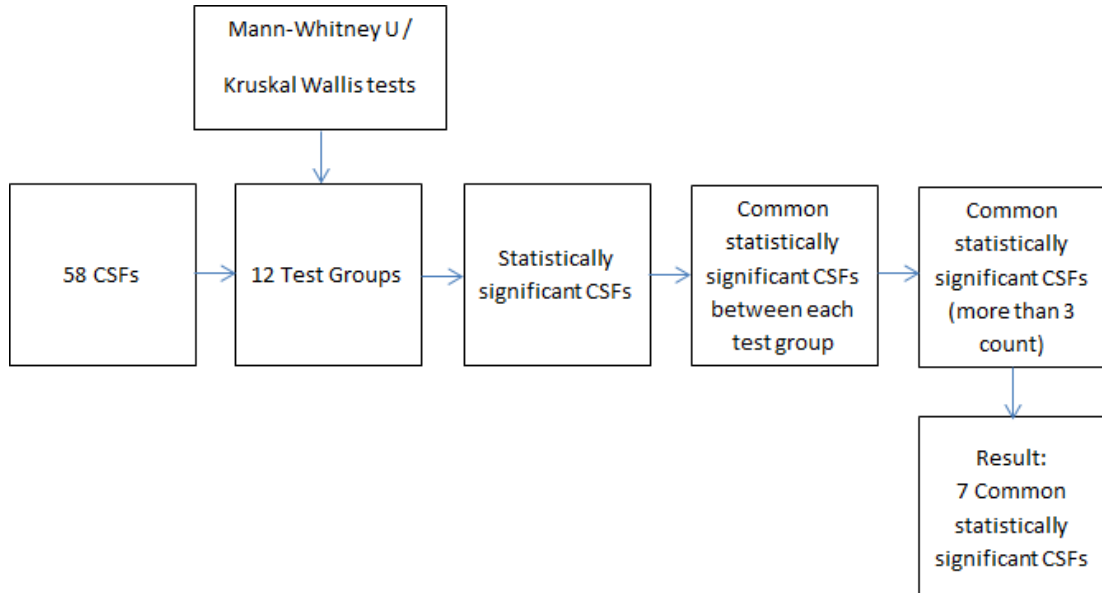 Mann-Whitney U /
Kruskal Wallis tests
58 CSFs
12 Test Groups
Statistically
significant CSFs
Common
statistically
significant CSFs
between each
test group
Common
statistically
significant CSFs
(more than 3
count)
Result:
7 Common
statistically
significant CSFs